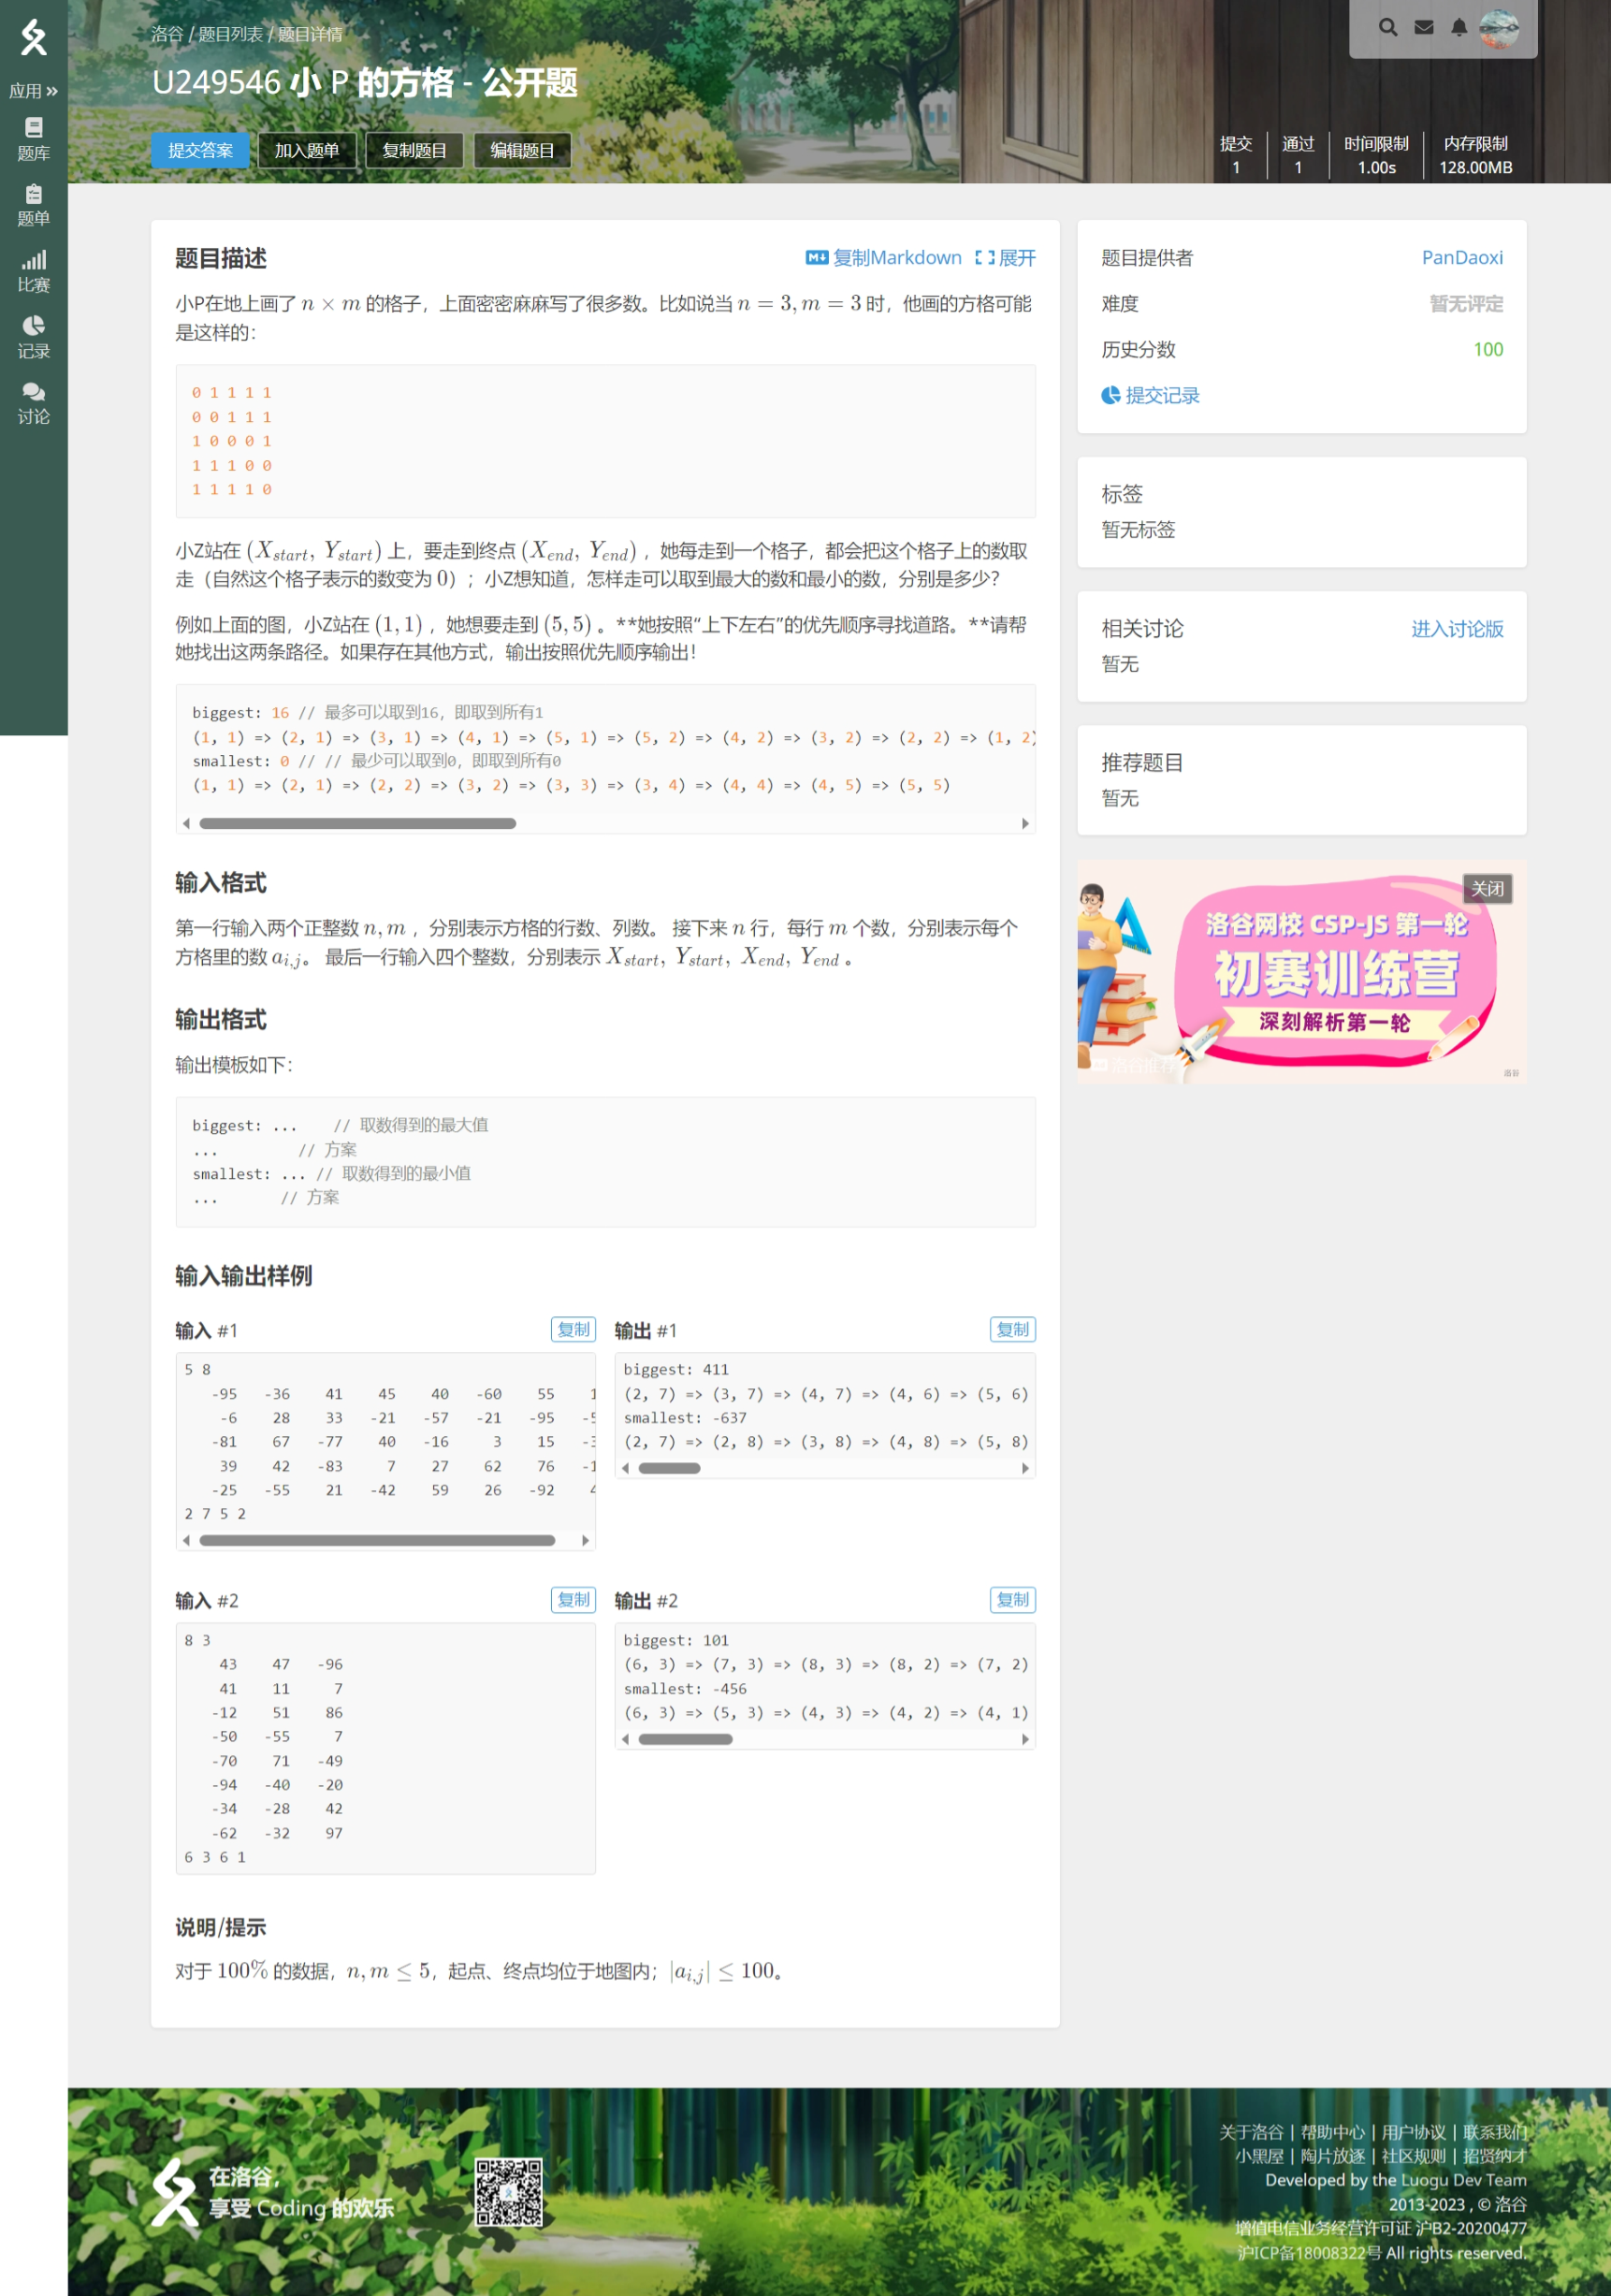 洛谷 / 题目列表 / 题目详情
U249546 小 P 的方格 - 公开题
提交答案 加入题单 复制题目 编辑题目
提交 通过 时间限制 内存限制
1 1 1.00s 128.00MB
应用
题库
题单
比赛
记录
讨论
题目描述
复制Markdown 展开
小P在地上画了 n × m 的格子，上面密密麻麻写了很多数。比如说当 n = 3, m = 3 时，他画的方格可能
是这样的：
0 1 1 1 1
0 0 1 1 1
1 0 0 0 1
1 1 1 0 0
1 1 1 1 0
小Z站在 (X_start, Y_start) 上，要走到终点 (X_end, Y_end) ，她每走到一个格子，都会把这个格子上的数取
走（自然这个格子表示的数变为 0）；小Z想知道，怎样走可以取到最大的数和最小的数，分别是多少？
例如上面的图，小Z站在 (1, 1) ，她想要走到 (5, 5) 。**她按照“上下左右”的优先顺序寻找道路。**请帮
她找出这两条路径。如果存在其他方式，输出按照优先顺序输出！
biggest: 16 // 最多可以取到16，即取到所有1
(1, 1) => (2, 1) => (3, 1) => (4, 1) => (5, 1) => (5, 2) => (4, 2) => (3, 2) => (2, 2) => (1, 2)
smallest: 0 // // 最少可以取到0，即取到所有0
(1, 1) => (2, 1) => (2, 2) => (3, 2) => (3, 3) => (3, 4) => (4, 4) => (4, 5) => (5, 5)
输入格式
第一行输入两个正整数 n, m ，分别表示方格的行数、列数。 接下来 n 行，每行 m 个数，分别表示每个
方格里的数 a_i,j。 最后一行输入四个整数，分别表示 X_start, Y_start, X_end, Y_end 。
输出格式
输出模板如下：
biggest: ... // 取数得到的最大值
... // 方案
smallest: ... // 取数得到的最小值
... // 方案
输入输出样例
输入 #1 复制
5 8
-95 -36 41 45 40 -60 55
-6 28 33 -21 -57 -21 -95
-81 67 -77 40 -16 3 15
39 42 -83 7 27 62 76
-25 -55 21 -42 59 26 -92
2 7 5 2
输出 #1 复制
biggest: 411
(2, 7) => (3, 7) => (4, 7) => (4, 6) => (5, 6)
smallest: -637
(2, 7) => (2, 8) => (3, 8) => (4, 8) => (5, 8)
输入 #2 复制
8 3
43 47 -96
41 11 7
-12 51 86
-50 -55 7
-70 71 -49
-94 -40 -20
-34 -28 42
-62 -32 97
6 3 6 1
输出 #2 复制
biggest: 101
(6, 3) => (7, 3) => (8, 3) => (8, 2) => (7, 2)
smallest: -456
(6, 3) => (5, 3) => (4, 3) => (4, 2) => (4, 1)
说明/提示
对于 100% 的数据，n, m ≤ 5，起点、终点均位于地图内；|a_i,j| ≤ 100。
题目提供者 PanDaoxi
难度 暂无评定
历史分数 100
提交记录
标签
暂无标签
相关讨论 进入讨论版
暂无
推荐题目
暂无
关闭
洛谷网校 CSP-JS 第一轮
初赛训练营
深刻解析第一轮
洛谷推荐
洛谷
在洛谷，
享受 Coding 的欢乐
关于洛谷 | 帮助中心 | 用户协议 | 联系我们
小黑屋 | 陶片放逐 | 社区规则 | 招贤纳才
Developed by the Luogu Dev Team
2013-2023 , © 洛谷
增值电信业务经营许可证 沪B2-20200477
沪ICP备18008322号 All rights reserved.